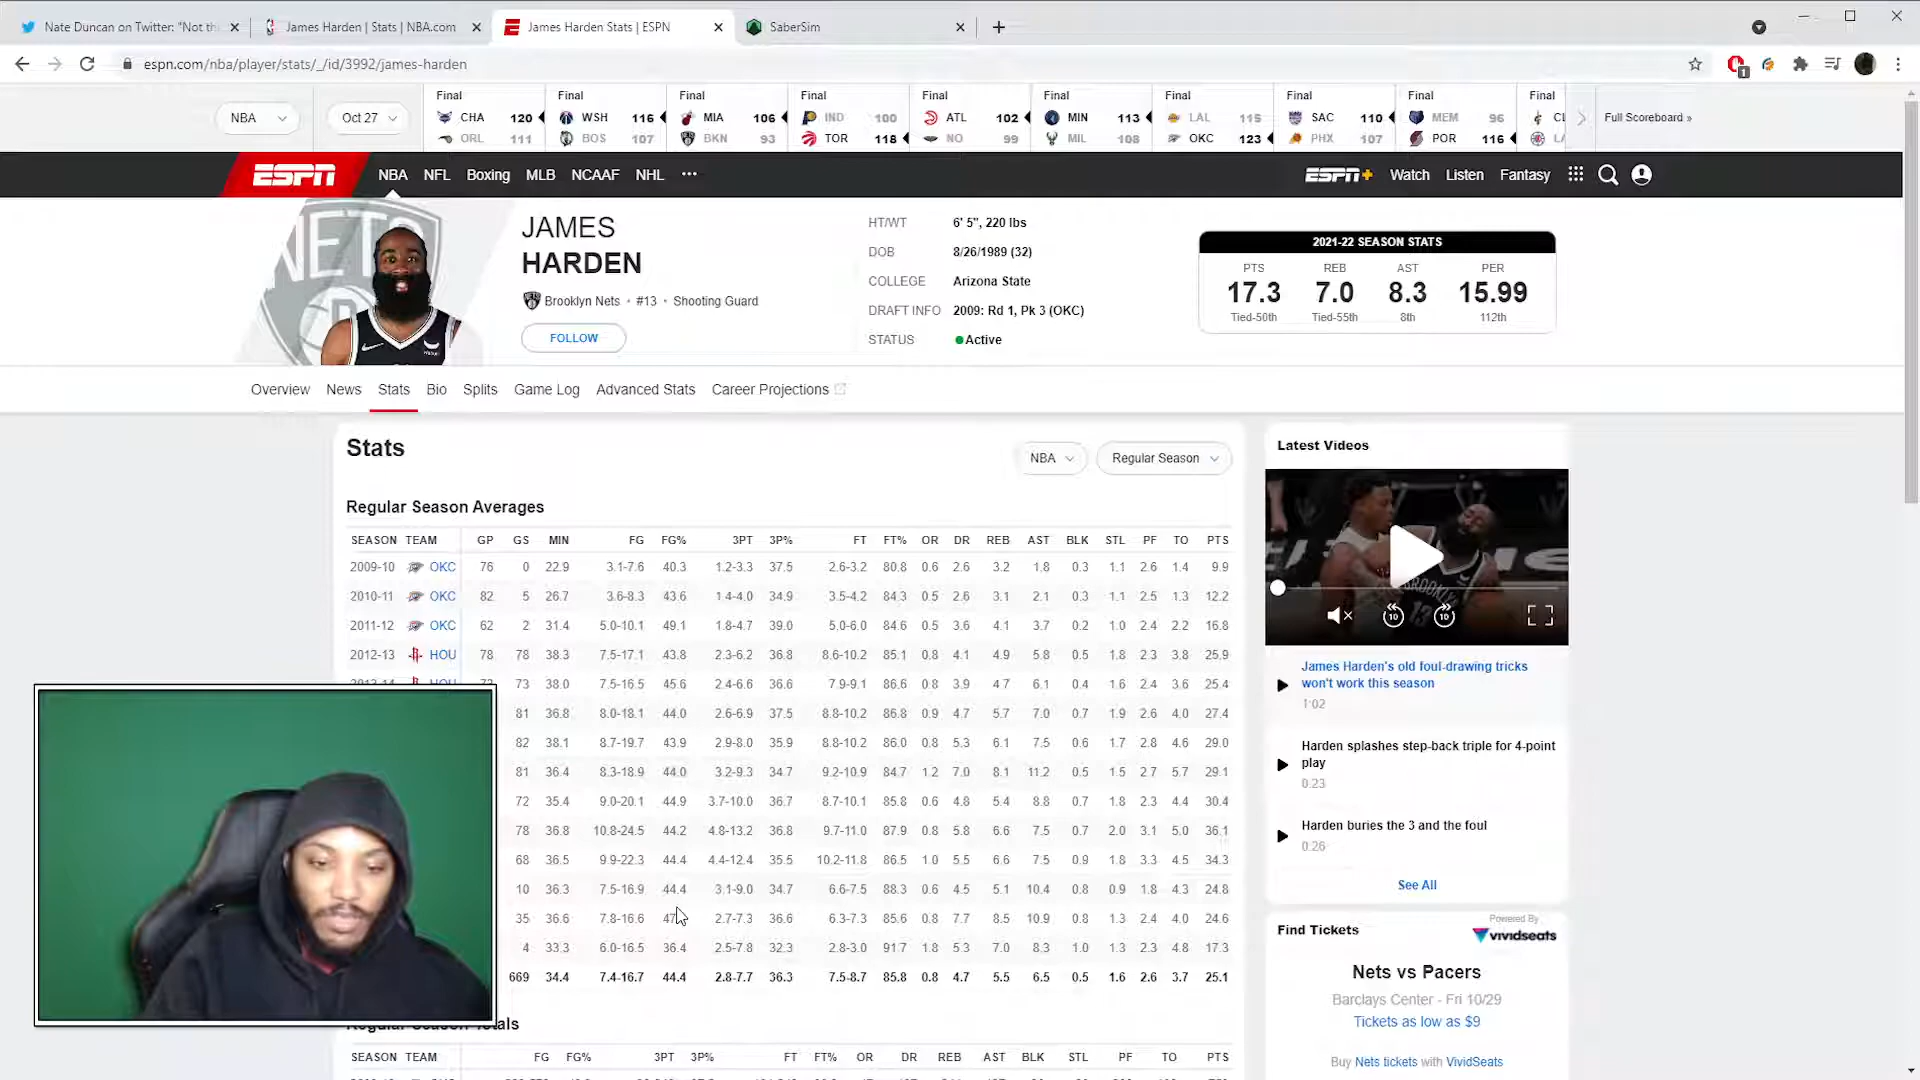 Nate Duncan on Twitter: "Not th
James Harden | Stats | NBA.com
James Harden Stats | ESPN
SaberSim
espn.com/nba/player/stats/_/id/3992/james-harden
NBA
Oct 27
Final
CHA 120
ORL 111
Final
WSH 116
BOS 107
Final
MIA 106
BKN 93
Final
IND 100
TOR 118
Final
ATL 102
NO 99
Final
MIN 113
MIL 108
Final
LAL 115
OKC 123
Final
SAC 110
PHX 107
Final
MEM 96
POR 116
Final
CL
LA
Full Scoreboard »
ESPN NBA NFL Boxing MLB NCAAF NHL ••• ESPN+ Watch Listen Fantasy
JAMES
HARDEN
Brooklyn Nets • #13 • Shooting Guard
FOLLOW
HT/WT 6' 5", 220 lbs
DOB 8/26/1989 (32)
COLLEGE Arizona State
DRAFT INFO 2009: Rd 1, Pk 3 (OKC)
STATUS Active
2021-22 SEASON STATS
PTS REB AST PER
17.3 7.0 8.3 15.99
Tied-50th Tied-55th 8th 112th
Overview News Stats Bio Splits Game Log Advanced Stats Career Projections
Stats
NBA Regular Season
Regular Season Averages
SEASON TEAM GP GS MIN FG FG% 3PT 3P% FT FT% OR DR REB AST BLK STL PF TO PTS
2009-10 OKC 76 0 22.9 3.1-7.6 40.3 1.2-3.3 37.5 2.6-3.2 80.8 0.6 2.6 3.2 1.8 0.3 1.1 2.6 1.4 9.9
2010-11 OKC 82 5 26.7 3.6-8.3 43.6 1.4-4.0 34.9 3.5-4.2 84.3 0.5 2.6 3.1 2.1 0.3 1.1 2.5 1.3 12.2
2011-12 OKC 62 2 31.4 5.0-10.1 49.1 1.8-4.7 39.0 5.0-6.0 84.6 0.5 3.6 4.1 3.7 0.2 1.0 2.4 2.2 16.8
2012-13 HOU 78 78 38.3 7.5-17.1 43.8 2.3-6.2 36.8 8.6-10.2 85.1 0.8 4.1 4.9 5.8 0.5 1.8 2.3 3.8 25.9
2013-14 HOU 73 73 38.0 7.5-16.5 45.6 2.4-6.6 36.6 7.9-9.1 86.6 0.8 3.9 4.7 6.1 0.4 1.6 2.4 3.6 25.4
81 36.8 8.0-18.1 44.0 2.6-6.9 37.5 8.8-10.2 86.8 0.9 4.7 5.7 7.0 0.7 1.9 2.6 4.0 27.4
82 38.1 8.7-19.7 43.9 2.9-8.0 35.9 8.8-10.2 86.0 0.8 5.3 6.1 7.5 0.6 1.7 2.8 4.6 29.0
81 36.4 8.3-18.9 44.0 3.2-9.3 34.7 9.2-10.9 84.7 1.2 7.0 8.1 11.2 0.5 1.5 2.7 5.7 29.1
72 35.4 9.0-20.1 44.9 3.7-10.0 36.7 8.7-10.1 85.8 0.6 4.8 5.4 8.8 0.7 1.8 2.3 4.4 30.4
78 36.8 10.8-24.5 44.2 4.8-13.2 36.8 9.7-11.0 87.9 0.8 5.8 6.6 7.5 0.7 2.0 3.1 5.0 36.1
68 36.5 9.9-22.3 44.4 4.4-12.4 35.5 10.2-11.8 86.5 1.0 5.5 6.6 7.5 0.9 1.8 3.3 4.5 34.3
10 36.3 7.5-16.9 44.4 3.1-9.0 34.7 6.6-7.5 88.3 0.6 4.5 5.1 10.4 0.8 0.9 1.8 4.3 24.8
35 36.6 7.8-16.6 47. 2.7-7.3 36.6 6.3-7.3 85.6 0.8 7.7 8.5 10.9 0.8 1.3 2.4 4.0 24.6
4 33.3 6.0-16.5 36.4 2.5-7.8 32.3 2.8-3.0 91.7 1.8 5.3 7.0 8.3 1.0 1.3 2.3 4.8 17.3
669 34.4 7.4-16.7 44.4 2.8-7.7 36.3 7.5-8.7 85.8 0.8 4.7 5.5 6.5 0.5 1.6 2.6 3.7 25.1
Regular Season Totals
SEASON TEAM FG FG% 3PT 3P% FT FT% OR DR REB AST BLK STL PF TO PTS
Latest Videos
James Harden's old foul-drawing tricks
won't work this season
1:02
Harden splashes step-back triple for 4-point
play
0:23
Harden buries the 3 and the foul
0:26
See All
Powered By
Find Tickets vividseats
Nets vs Pacers
Barclays Center - Fri 10/29
Tickets as low as $9
Buy Nets tickets with VividSeats